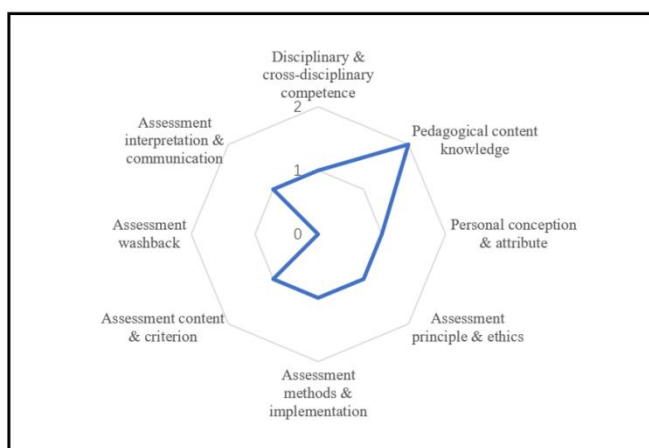 Disciplinary &
cross-disciplinary
competence
2
Assessment
interpretation &
communication
Pedagogical content
knowledge
1
Assessment
washback
0
Personal conception
& attribute
Assessment content
& criterion
Assessment
principle & ethics
Assessment
methods &
implementation